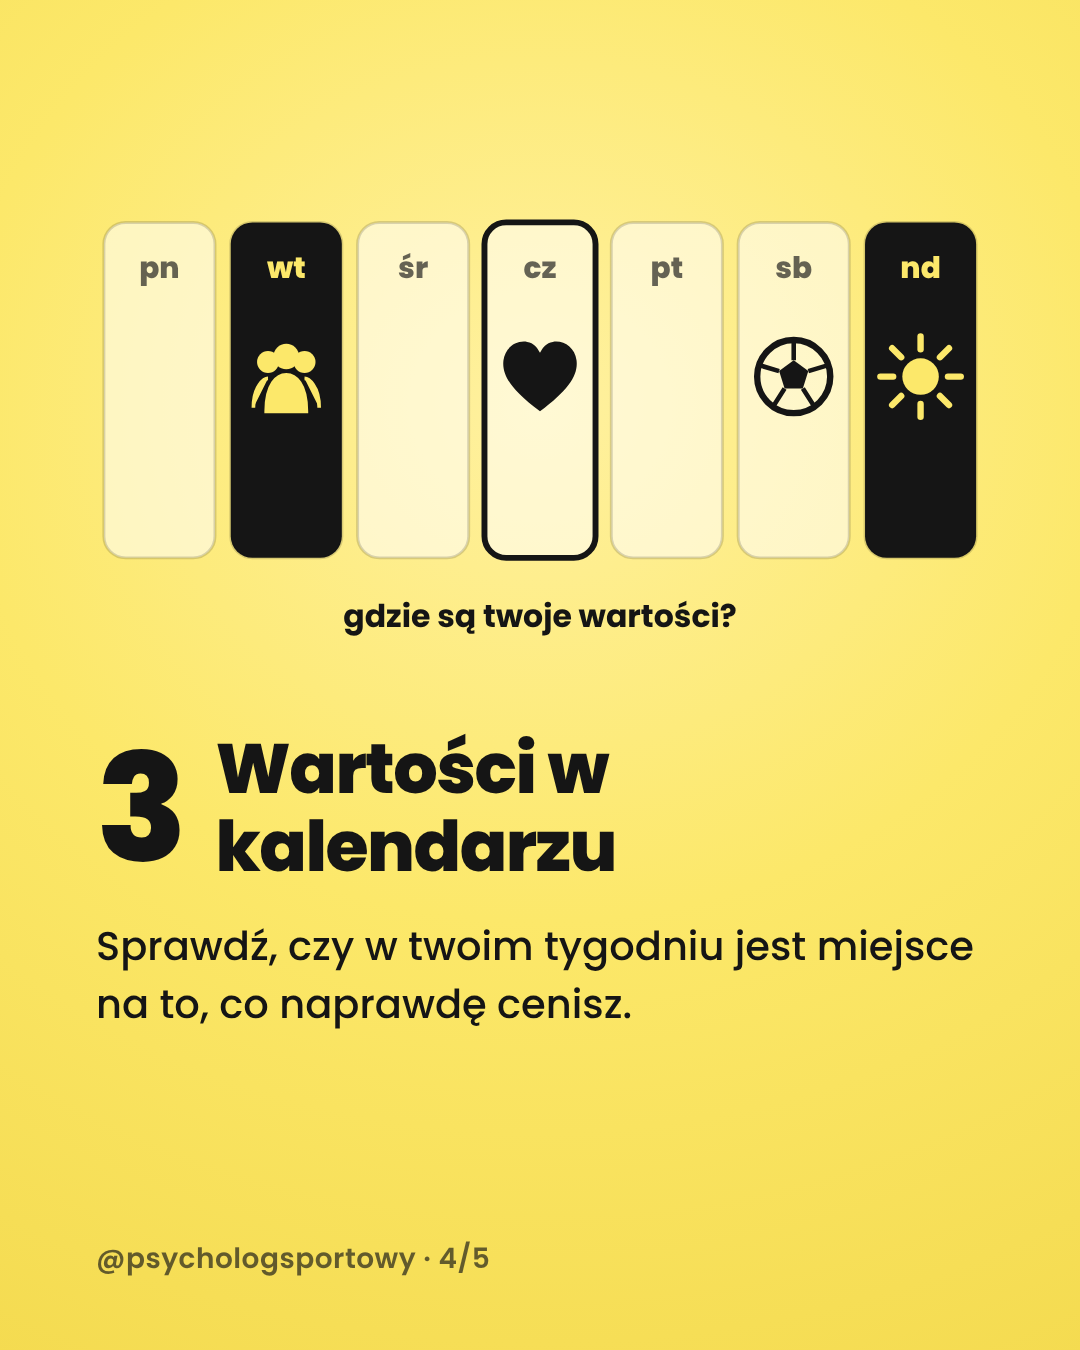 pn wt śr cz pt sb nd
gdzie są twoje wartości?
3 Wartości w
kalendarzu
Sprawdź, czy w twoim tygodniu jest miejsce
na to, co naprawdę cenisz.
@psychologsportowy · 4/5